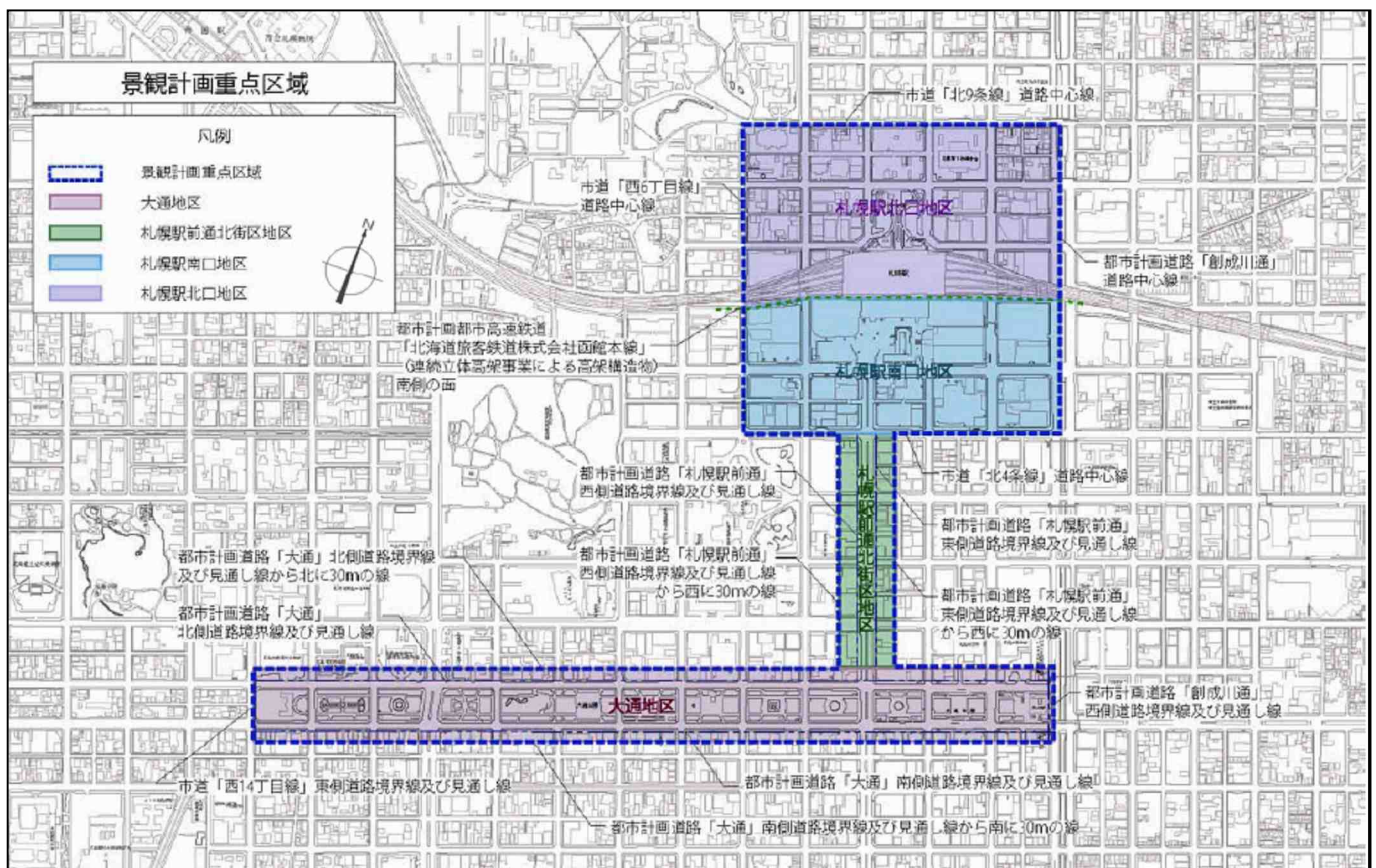 景観計画重点区域
凡例
景観計画重点区域
大通地区
札幌駅前通北街区地区
札幌駅南口地区
札幌駅北口地区
N
市道「北9条線」道路中心線
市道「西6丁目線」
道路中心線
札幌駅北口地区
都市計画道路「創成川通」
道路中心線
札幌駅
都市計画都市高速鉄道
「北海道旅客鉄道株式会社函館本線」
(連続立体高架事業による高架構造物)
南側の面
札幌駅南口地区
都市計画道路「札幌駅前通」
西側道路境界線及び見通し線
市道「北4条線」道路中心線
札幌駅前通北街区地区
都市計画道路「札幌駅前通」
東側道路境界線及び見通し線
都市計画道路「大通」北側道路境界線
及び見通し線から北に30mの線
都市計画道路「札幌駅前通」
西側道路境界線及び見通し線
から西に30mの線
都市計画道路「札幌駅前通」
東側道路境界線及び見通し線
から西に30mの線
都市計画道路「大通」
北側道路境界線及び見通し線
大通地区
都市計画道路「創成川通」
西側道路境界線及び見通し線
市道「西14丁目線」東側道路境界線及び見通し線
都市計画道路「大通」南側道路境界線及び見通し線
都市計画道路「大通」南側道路境界線及び見通し線から南に30mの線